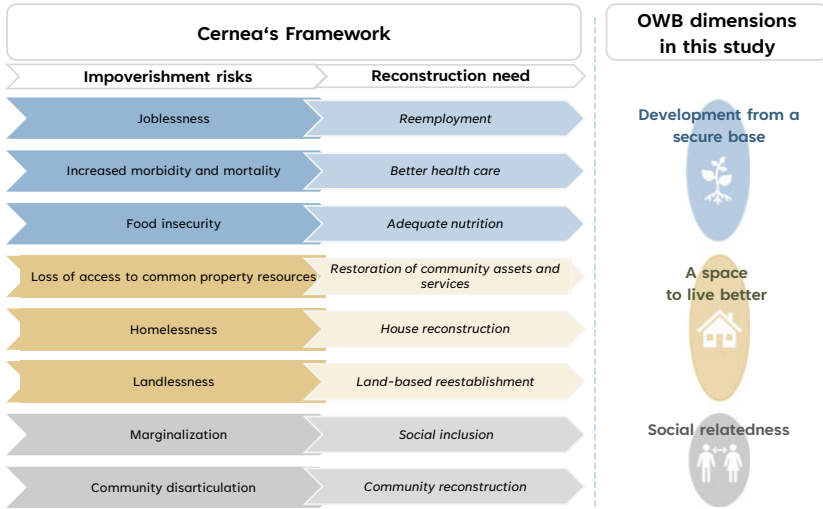 Cernea‘s Framework
OWB dimensions
in this study
Impoverishment risks
Reconstruction need
Joblessness
Reemployment
Development from a
secure base
Increased morbidity and mortality
Better health care
Food insecurity
Adequate nutrition
Loss of access to common property resources
Restoration of community assets and
services
A space
to live better
Homelessness
House reconstruction
Landlessness
Land-based reestablishment
Marginalization
Social inclusion
Social relatedness
Community disarticulation
Community reconstruction